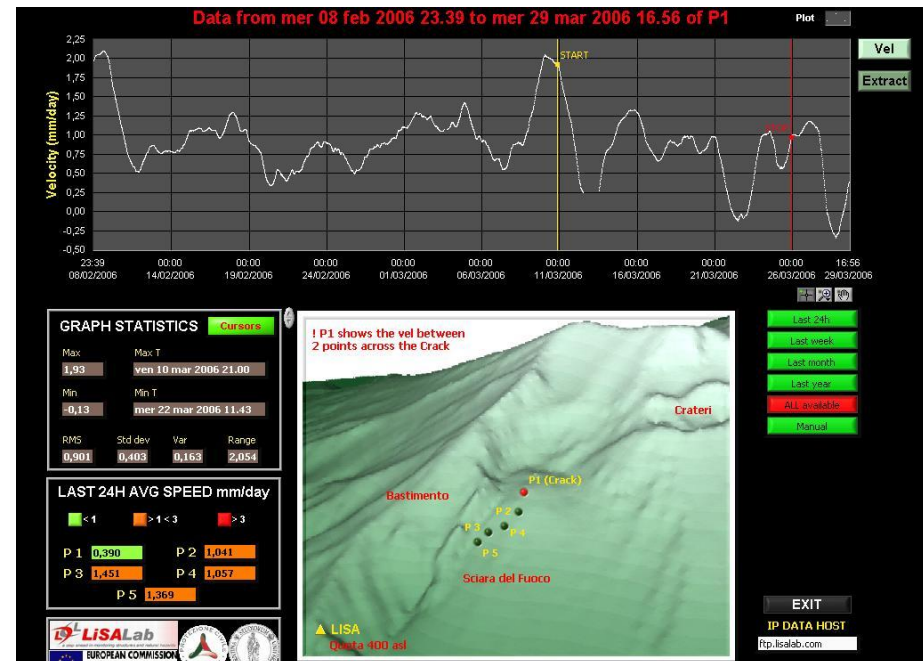 Data from mer 08 feb 2006 23.39 to mer 29 mar 2006 16.56 of P1
Plot
Vel
Extract
Velocity (mm/day)
2,25
2,00
1,75
1,50
1,25
1,00
0,75
0,50
0,25
0,00
-0,25
-0,50
START
23:39 00:00 00:00 00:00 00:00 00:00 00:00 00:00 00:00 00:00 16:56
08/02/2006 14/02/2006 19/02/2006 24/02/2006 01/03/2006 06/03/2006 11/03/2006 16/03/2006 21/03/2006 26/03/2006 29/03/2006
GRAPH STATISTICS
Cursors
Max Max T
1,93 ven 10 mar 2006 21.00
Min Min T
-0,13 mer 22 mar 2006 11.43
RMS Std dev Var Range
0,901 0,403 0,163 2,054
LAST 24H AVG SPEED mm/day
<1 >1 <3 >3
P 1 0,390 P 2 1,041
P 3 1,451 P 4 1,057
P 5 1,369
LiSALab
EUROPEAN COMMISSION
! P1 shows the vel between
2 points across the Crack
Crateri
P1 (Crack)
Bastimento
P 2
P 3
P 4
P 5
Sciara del Fuoco
LISA
Quota 400 asl
Last 24h
Last week
Last month
Last year
ALL available
Manual
EXIT
IP DATA HOST
ftp.lisalab.com